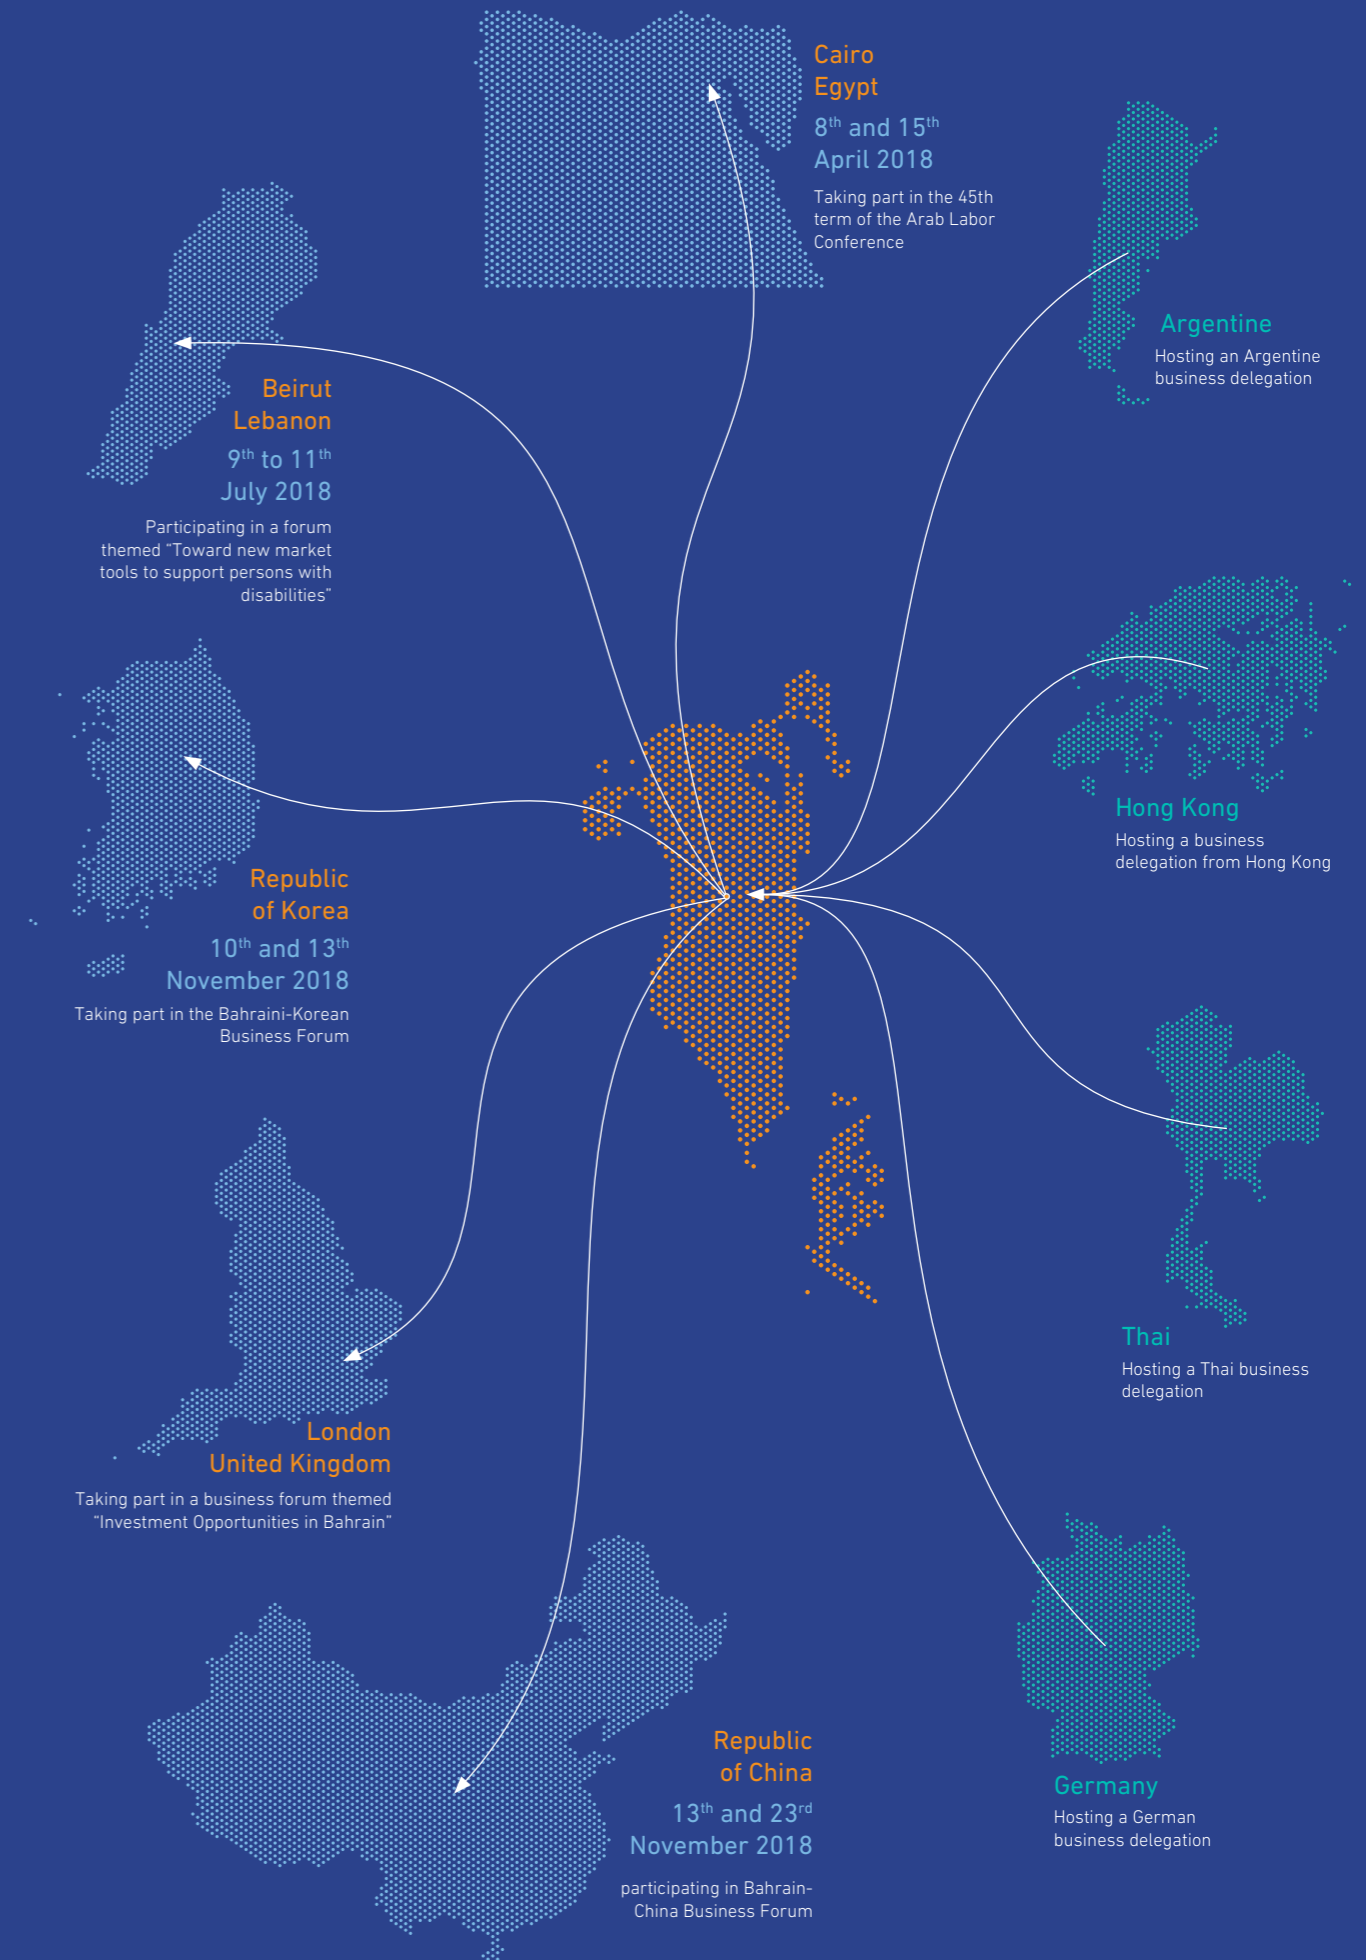 Cairo
Egypt
8th and 15th
April 2018
Taking part in the 45th
term of the Arab Labor
Conference
Argentine
Hosting an Argentine
business delegation
Beirut
Lebanon
9th to 11th
July 2018
Participating in a forum
themed “Toward new market
tools to support persons with
disabilities”
Hong Kong
Hosting a business
delegation from Hong Kong
Republic
of Korea
10th and 13th
November 2018
Taking part in the Bahraini-Korean
Business Forum
Thai
Hosting a Thai business
delegation
London
United Kingdom
Taking part in a business forum themed
“Investment Opportunities in Bahrain”
Republic
of China
13th and 23rd
November 2018
participating in Bahrain-
China Business Forum
Germany
Hosting a German
business delegation